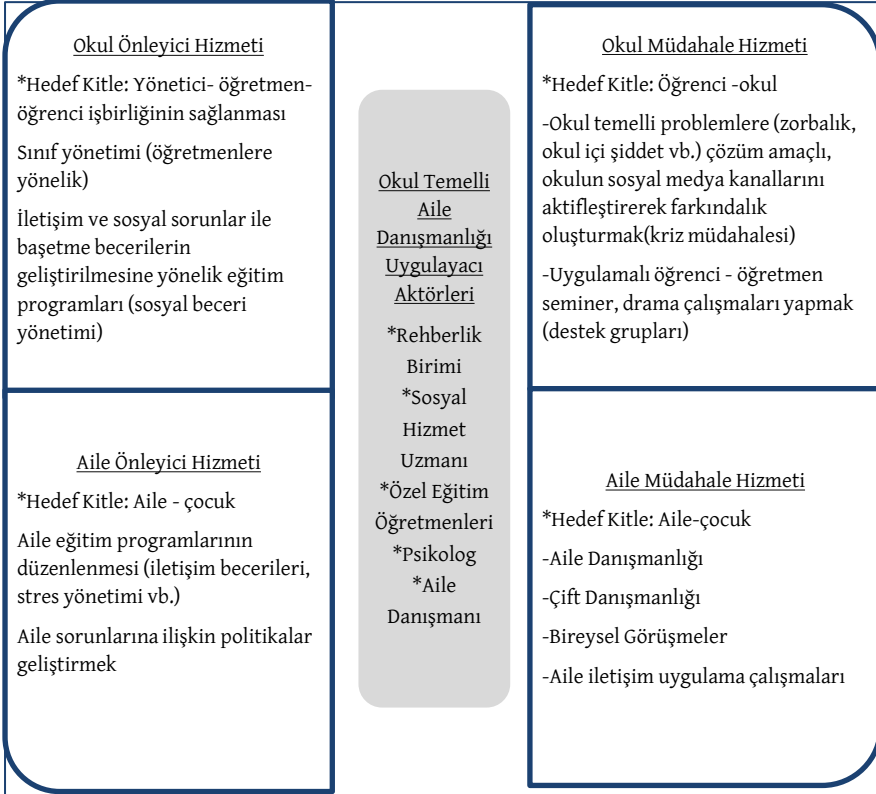 Okul Önleyici Hizmeti
*Hedef Kitle: Yönetici- öğretmen-
öğrenci işbirliğinin sağlanması
Sınıf yönetimi (öğretmenlere
yönelik)
İletişim ve sosyal sorunlar ile
başetme becerilerin
geliştirilmesine yönelik eğitim
programları (sosyal beceri
yönetimi)
Aile Önleyici Hizmeti
*Hedef Kitle: Aile - çocuk
Aile eğitim programlarının
düzenlenmesi (iletişim becerileri,
stres yönetimi vb.)
Aile sorunlarına ilişkin politikalar
geliştirmek
Okul Temelli
Aile
Danışmanlığı
Uygulayacı
Aktörleri
*Rehberlik
Birimi
*Sosyal
Hizmet
Uzmanı
*Özel Eğitim
Öğretmenleri
*Psikolog
*Aile
Danışmanı
Okul Müdahale Hizmeti
*Hedef Kitle: Öğrenci -okul
-Okul temelli problemlere (zorbalık,
okul içi şiddet vb.) çözüm amaçlı,
okulun sosyal medya kanallarını
aktifleştirerek farkındalık
oluşturmak(kriz müdahalesi)
-Uygulamalı öğrenci - öğretmen
seminer, drama çalışmaları yapmak
(destek grupları)
Aile Müdahale Hizmeti
*Hedef Kitle: Aile-çocuk
-Aile Danışmanlığı
-Çift Danışmanlığı
-Bireysel Görüşmeler
-Aile iletişim uygulama çalışmaları